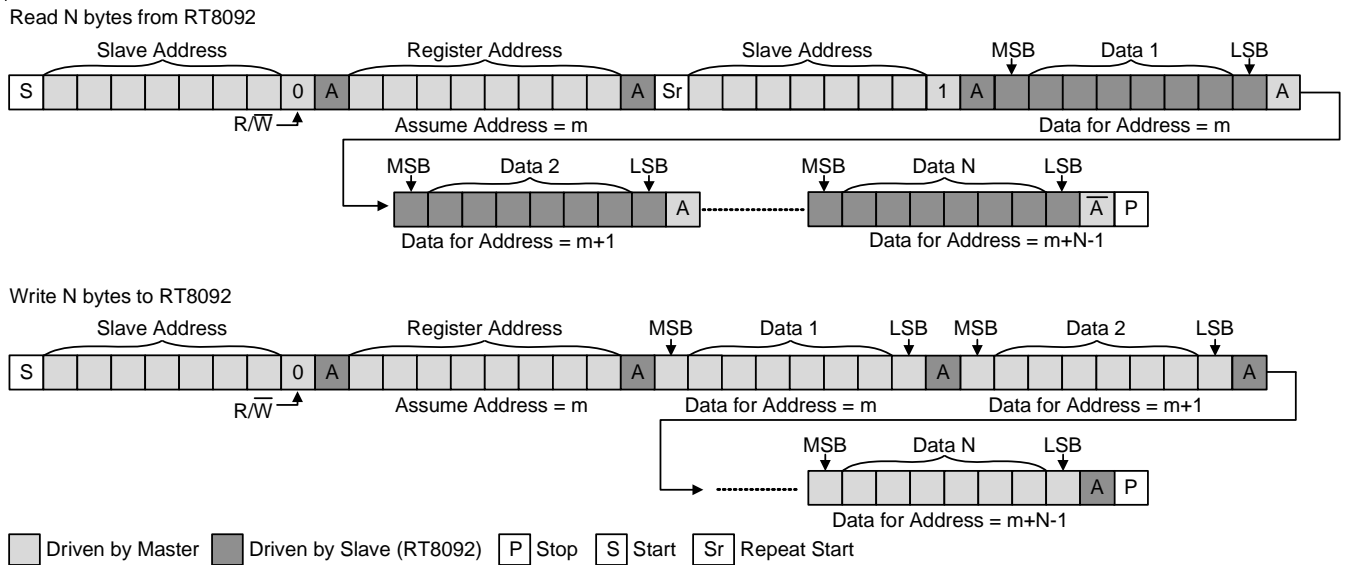 Read N bytes from RT8092
Slave Address Register Address Slave Address MSB Data 1 LSB
S 0 A A Sr 1 A A
R/W̅ Assume Address = m Data for Address = m
MSB Data 2 LSB MSB Data N LSB
A A̅ P
Data for Address = m+1 Data for Address = m+N-1
Write N bytes to RT8092
Slave Address Register Address MSB Data 1 LSB MSB Data 2 LSB
S 0 A A A A
R/W̅ Assume Address = m Data for Address = m Data for Address = m+1
MSB Data N LSB
A P
Data for Address = m+N-1
Driven by Master Driven by Slave (RT8092) P Stop S Start Sr Repeat Start